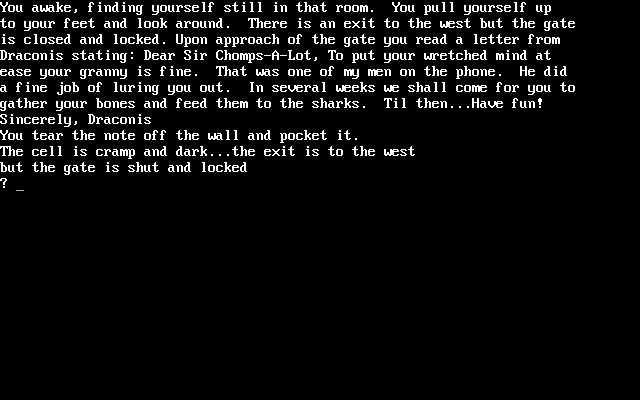 You awake, finding yourself still in that room.  You pull yourself up
to your feet and look around.  There is an exit to the west but the gate
is closed and locked. Upon approach of the gate you read a letter from
Draconis stating: Dear Sir Chomps-A-Lot, To put your wretched mind at
ease your granny is fine.  That was one of my men on the phone.  He did
a fine job of luring you out.  In several weeks we shall come for you to
gather your bones and feed them to the sharks.  Til then...Have fun!
Sincerely, Draconis
You tear the note off the wall and pocket it.
The cell is cramp and dark...the exit is to the west
but the gate is shut and locked
? _